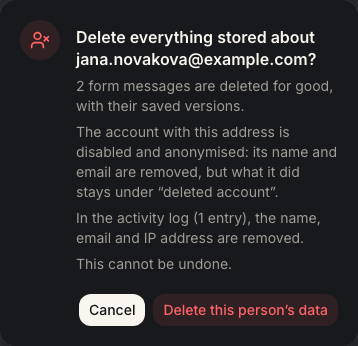 Delete everything stored about
jana.novakova@example.com?
2 form messages are deleted for good,
with their saved versions.
The account with this address is
disabled and anonymised: its name and
email are removed, but what it did
stays under “deleted account”.
In the activity log (1 entry), the name,
email and IP address are removed.
This cannot be undone.
Cancel
Delete this person’s data